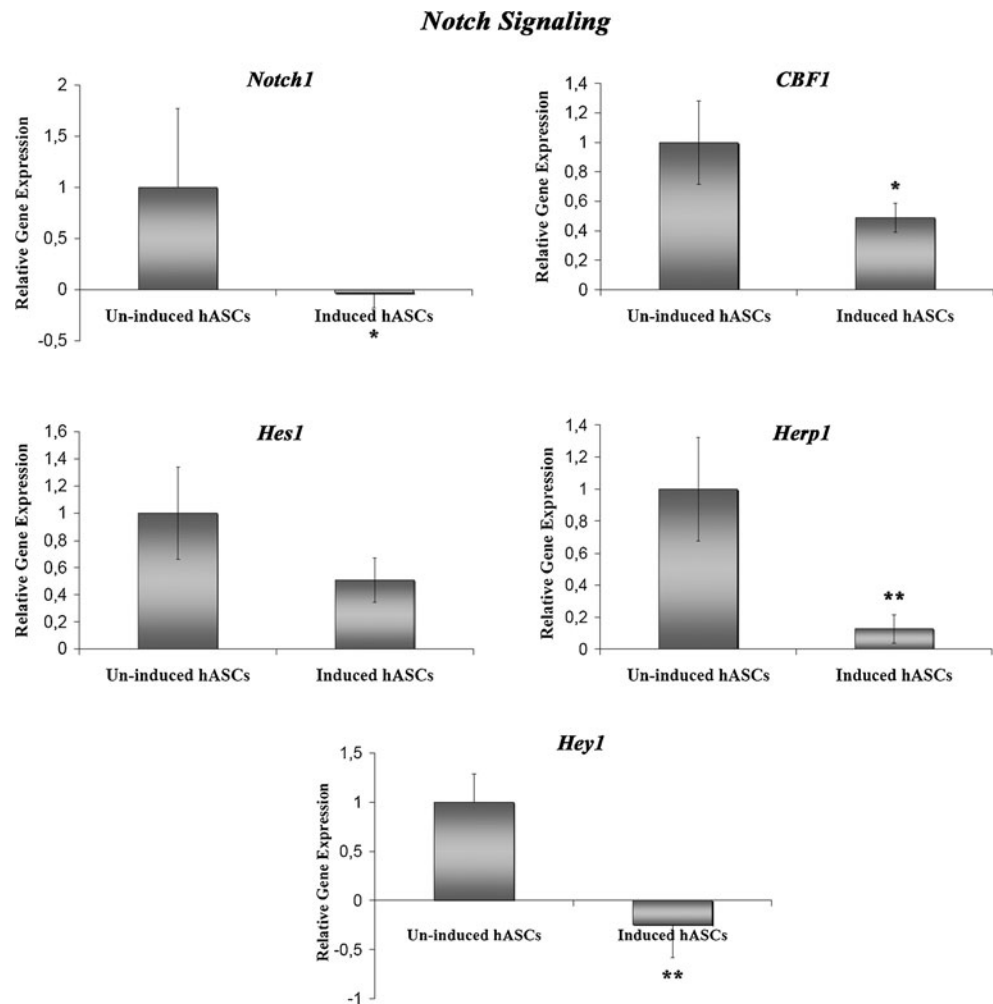 Notch Signaling
Notch1
Relative Gene Expression
2
1,5
1
0,5
0
-0,5
Un-induced hASCs
Induced hASCs
*
CBF1
Relative Gene Expression
1,4
1,2
1
0,8
0,6
0,4
0,2
0
*
Un-induced hASCs
Induced hASCs
Hes1
Relative Gene Expression
1,6
1,4
1,2
1
0,8
0,6
0,4
0,2
0
Un-induced hASCs
Induced hASCs
Herp1
Relative Gene Expression
1,4
1,2
1
0,8
0,6
0,4
0,2
0
**
Un-induced hASCs
Induced hASCs
Hey1
Relative Gene Expression
1,5
1
0,5
0
-0,5
-1
Un-induced hASCs
Induced hASCs
**